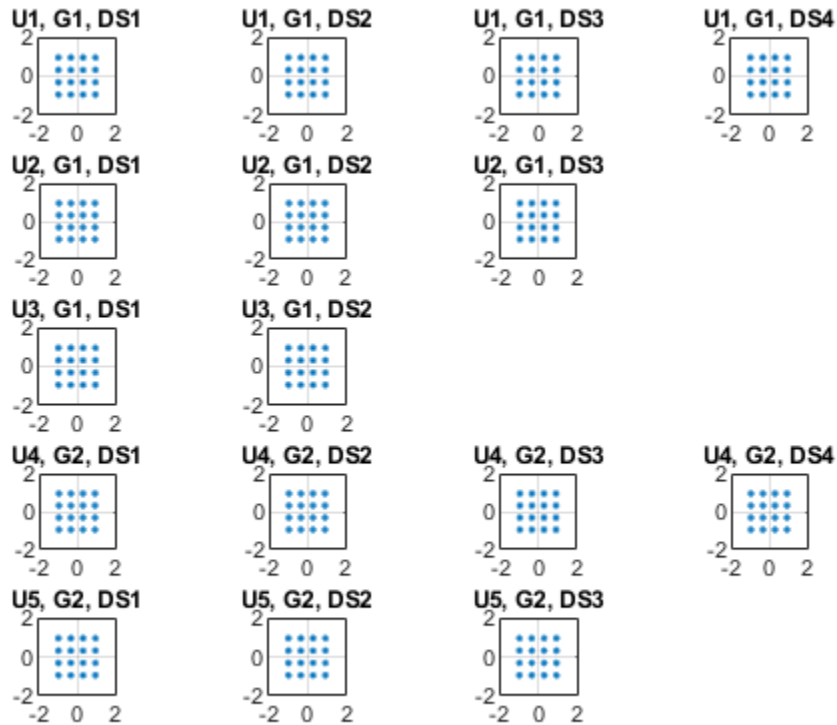 U1, G1, DS1 U1, G1, DS2 U1, G1, DS3 U1, G1, DS4
2 2 2 2
0 0 0 0
-2 -2 -2 -2
-2 0 2 -2 0 2 -2 0 2 -2 0 2
U2, G1, DS1 U2, G1, DS2 U2, G1, DS3
2 2 2
0 0 0
-2 -2 -2
-2 0 2 -2 0 2 -2 0 2
U3, G1, DS1 U3, G1, DS2
2 2
0 0
-2 -2
-2 0 2 -2 0 2
U4, G2, DS1 U4, G2, DS2 U4, G2, DS3 U4, G2, DS4
2 2 2 2
0 0 0 0
-2 -2 -2 -2
-2 0 2 -2 0 2 -2 0 2 -2 0 2
U5, G2, DS1 U5, G2, DS2 U5, G2, DS3
2 2 2
0 0 0
-2 -2 -2
-2 0 2 -2 0 2 -2 0 2